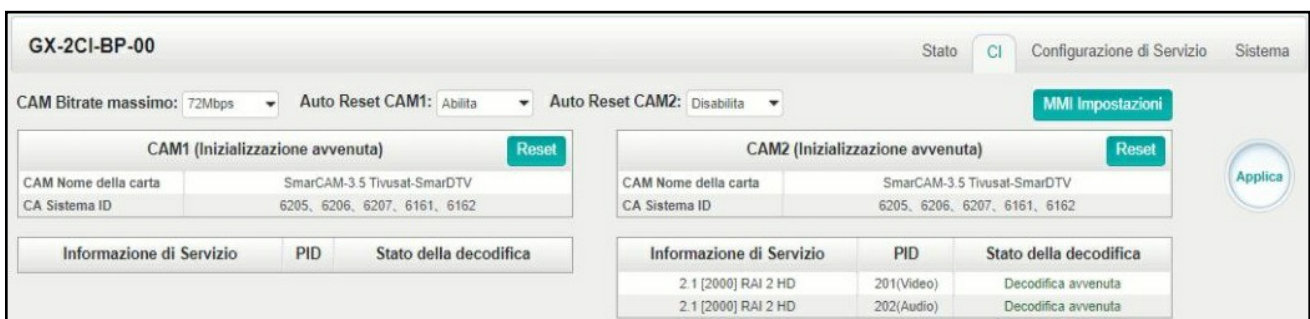 GX-2CI-BP-00
Stato CI Configurazione di Servizio Sistema
CAM Bitrate massimo: 72Mbps Auto Reset CAM1: Abilita Auto Reset CAM2: Disabilita MMI Impostazioni
CAM1 (Inizializzazione avvenuta) Reset
CAM Nome della carta SmarCAM-3.5 Tivusat-SmarDTV
CA Sistema ID 6205、6206、6207、6161、6162
Informazione di Servizio PID Stato della decodifica
CAM2 (Inizializzazione avvenuta) Reset
CAM Nome della carta SmarCAM-3.5 Tivusat-SmarDTV
CA Sistema ID 6205、6206、6207、6161、6162
Informazione di Servizio PID Stato della decodifica
2.1 [2000] RAI 2 HD 201(Video) Decodifica avvenuta
2.1 [2000] RAI 2 HD 202(Audio) Decodifica avvenuta
Applica